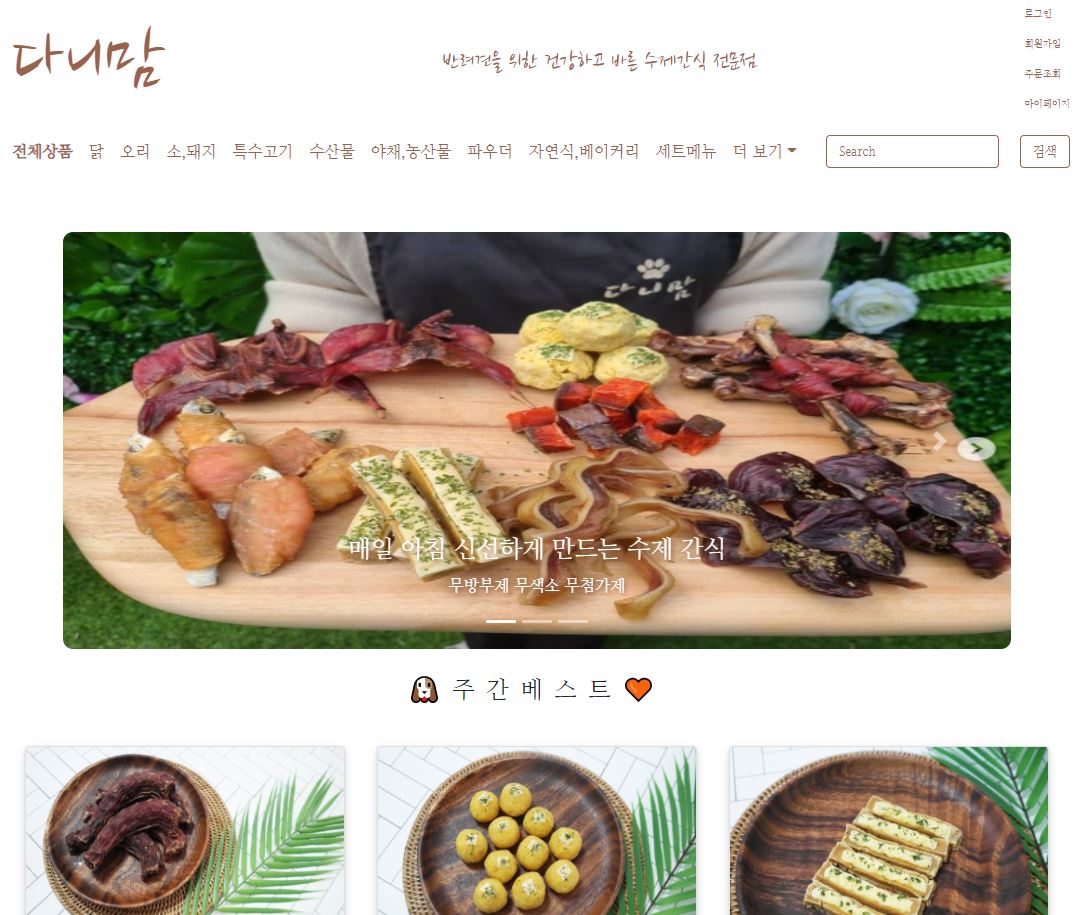 다니맘
반려견을 위한 건강하고 바른 수제간식 전문점
로그인
회원가입
주문조회
마이페이지
전체상품 닭 오리 소,돼지 특수고기 수산물 야채,농산물 파우더 자연식,베이커리 세트메뉴 더 보기
Search
검색
다니맘
매일 아침 신선하게 만드는 수제 간식
무방부제 무색소 무첨가제
주간베스트